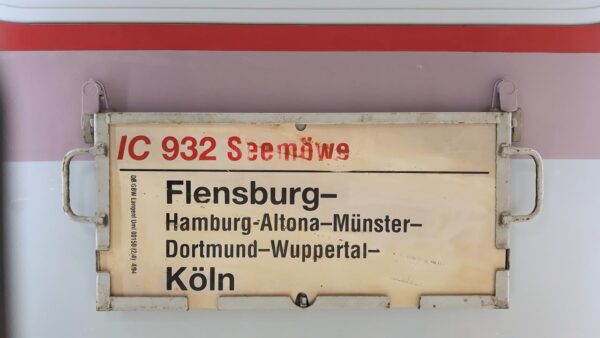 IC 932 Seemöwe
Flensburg–
Hamburg-Altona–Münster–
Dortmund–Wuppertal–
Köln